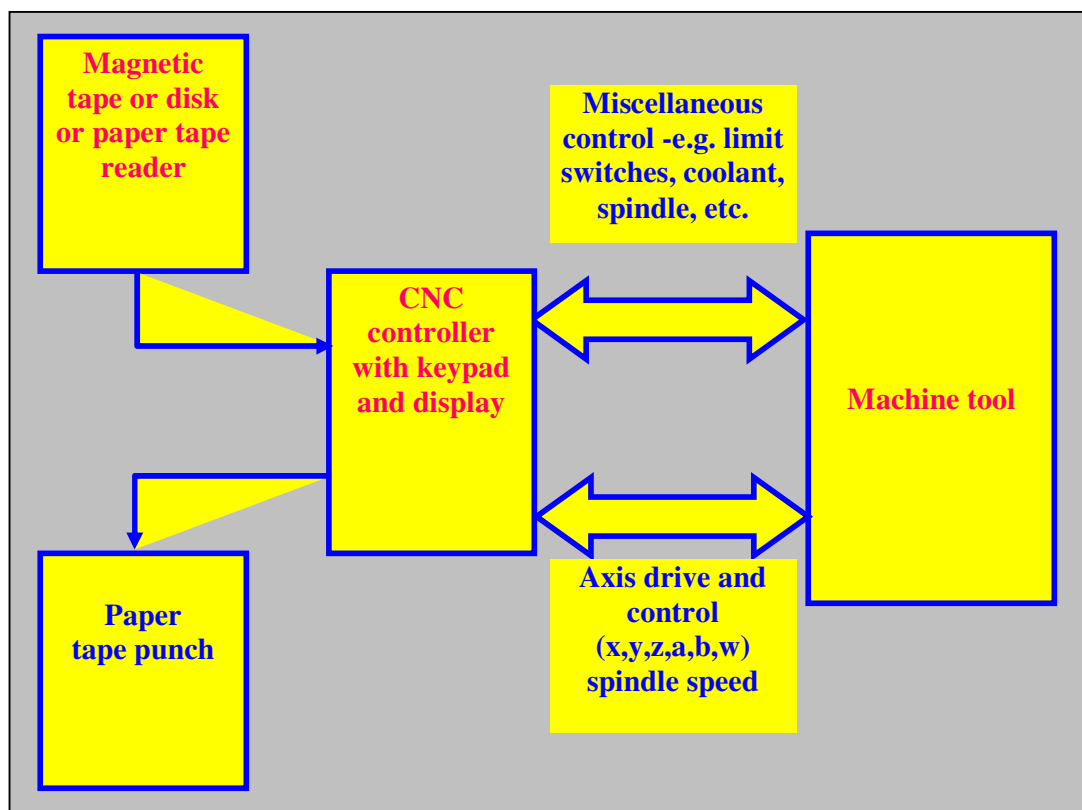 Magnetic
tape or disk
or paper tape
reader
Miscellaneous
control -e.g. limit
switches, coolant,
spindle, etc.
CNC
controller
with keypad
and display
Machine tool
Paper
tape punch
Axis drive and
control
(x,y,z,a,b,w)
spindle speed